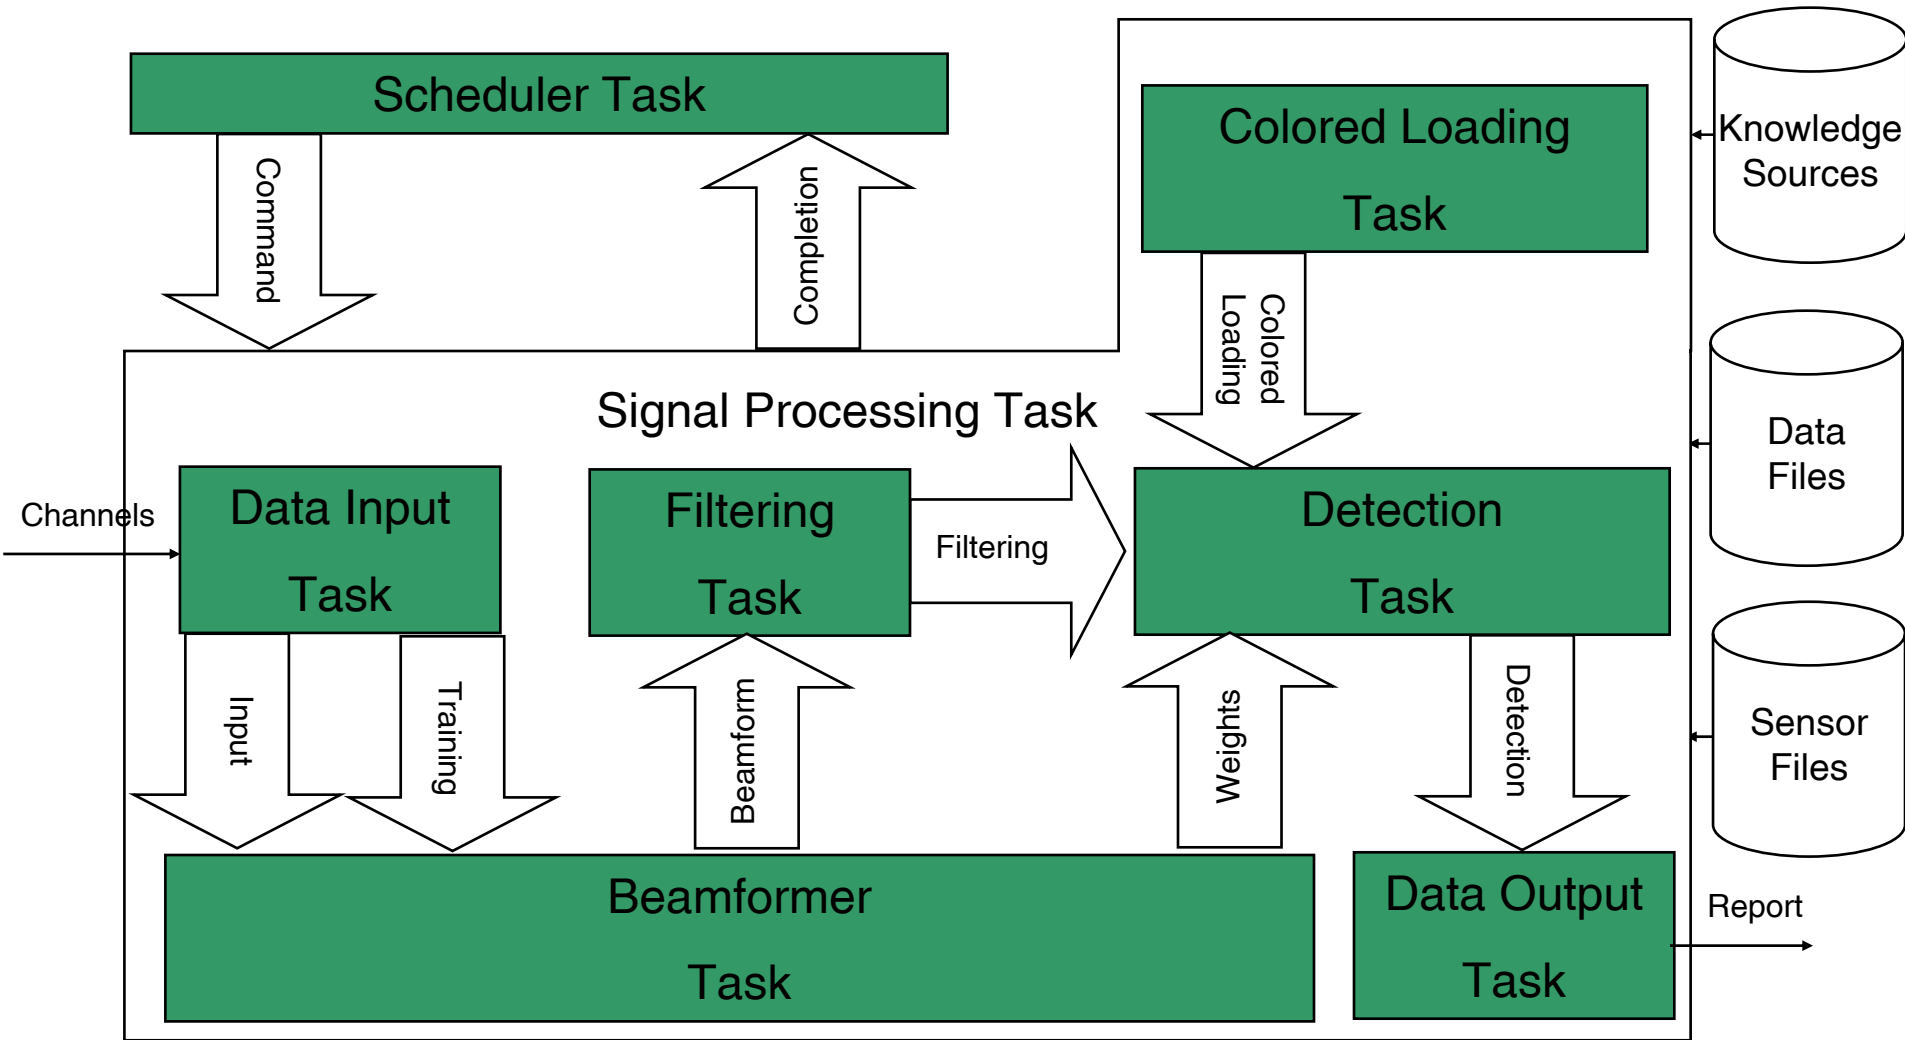 Scheduler Task
Command
Completion
Colored Loading
Task
Colored
Loading
Knowledge
Sources
Data
Files
Sensor
Files
Signal Processing Task
Channels
Data Input
Task
Filtering
Task
Filtering
Detection
Task
Input
Training
Beamform
Weights
Detection
Beamformer
Task
Data Output
Task
Report